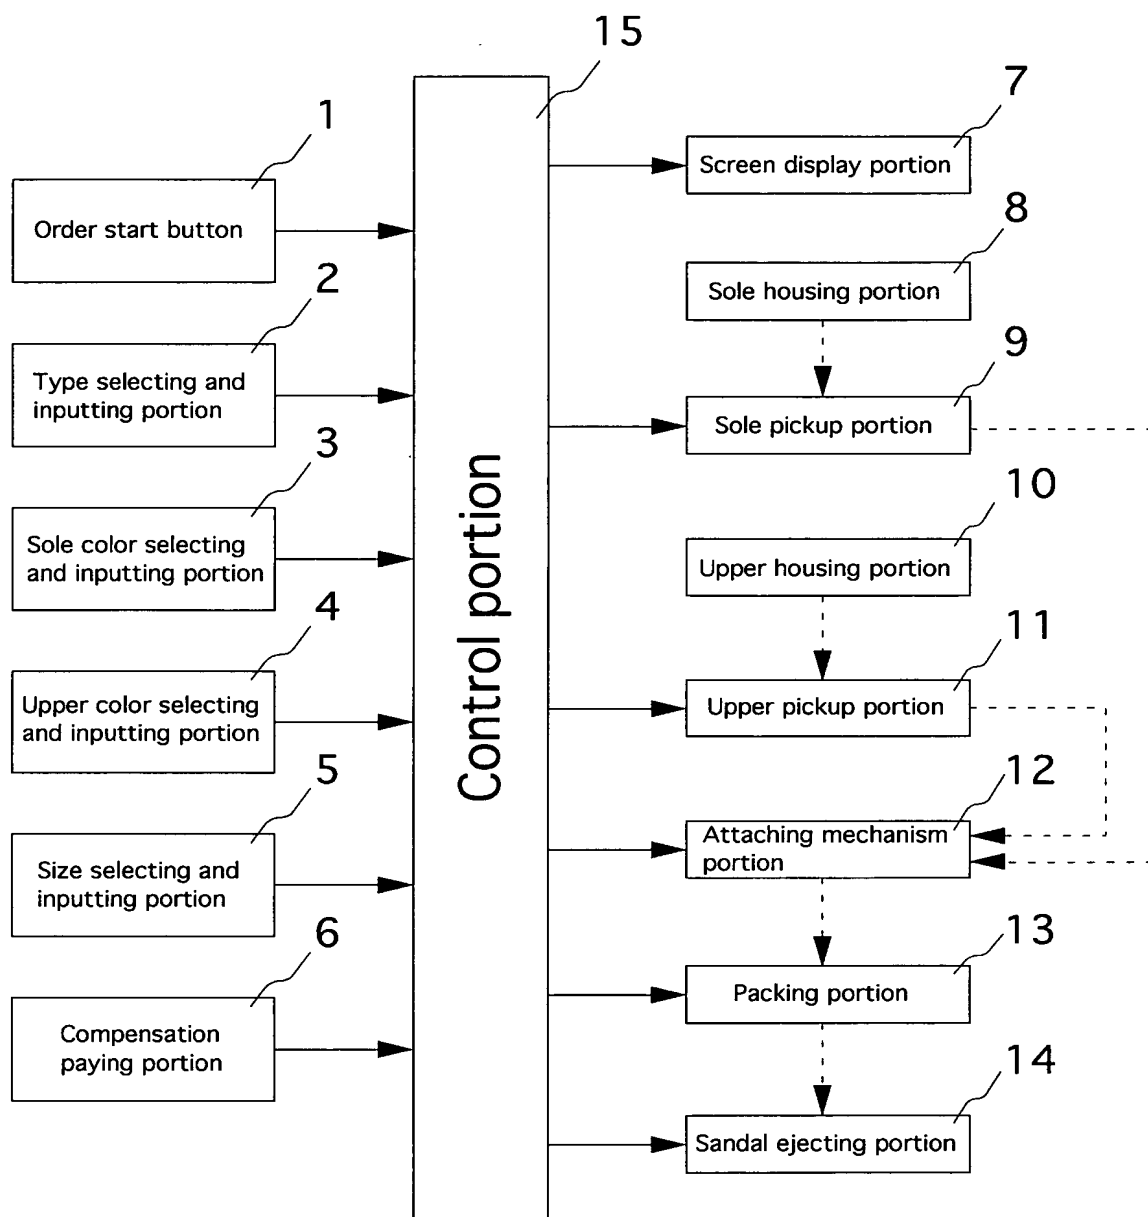 15
1
Order start button
2
Type selecting and
inputting portion
3
Sole color selecting
and inputting portion
4
Upper color selecting
and inputting portion
5
Size selecting and
inputting portion
6
Compensation
paying portion
Control portion
7
Screen display portion
8
Sole housing portion
9
Sole pickup portion
10
Upper housing portion
11
Upper pickup portion
12
Attaching mechanism
portion
13
Packing portion
14
Sandal ejecting portion